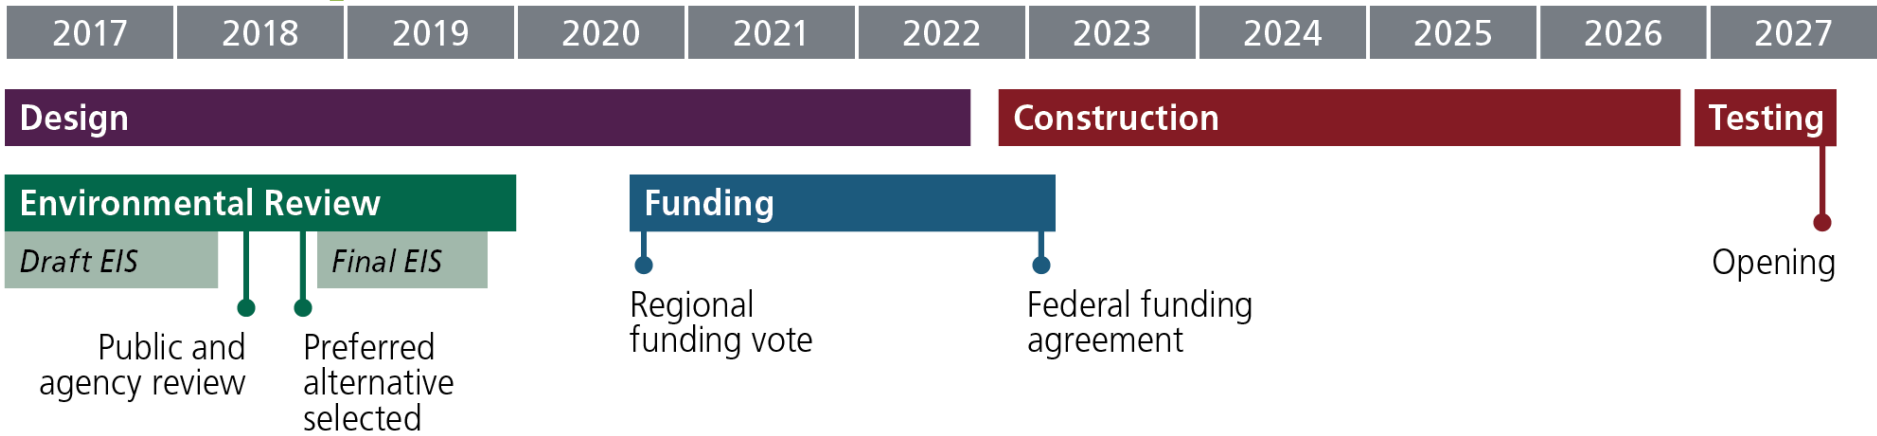 2017 2018 2019 2020 2021 2022 2023 2024 2025 2026 2027
Design Construction Testing
Environmental Review Funding
Draft EIS Final EIS
Opening
Regional
funding vote
Federal funding
agreement
Public and
agency review
Preferred
alternative
selected